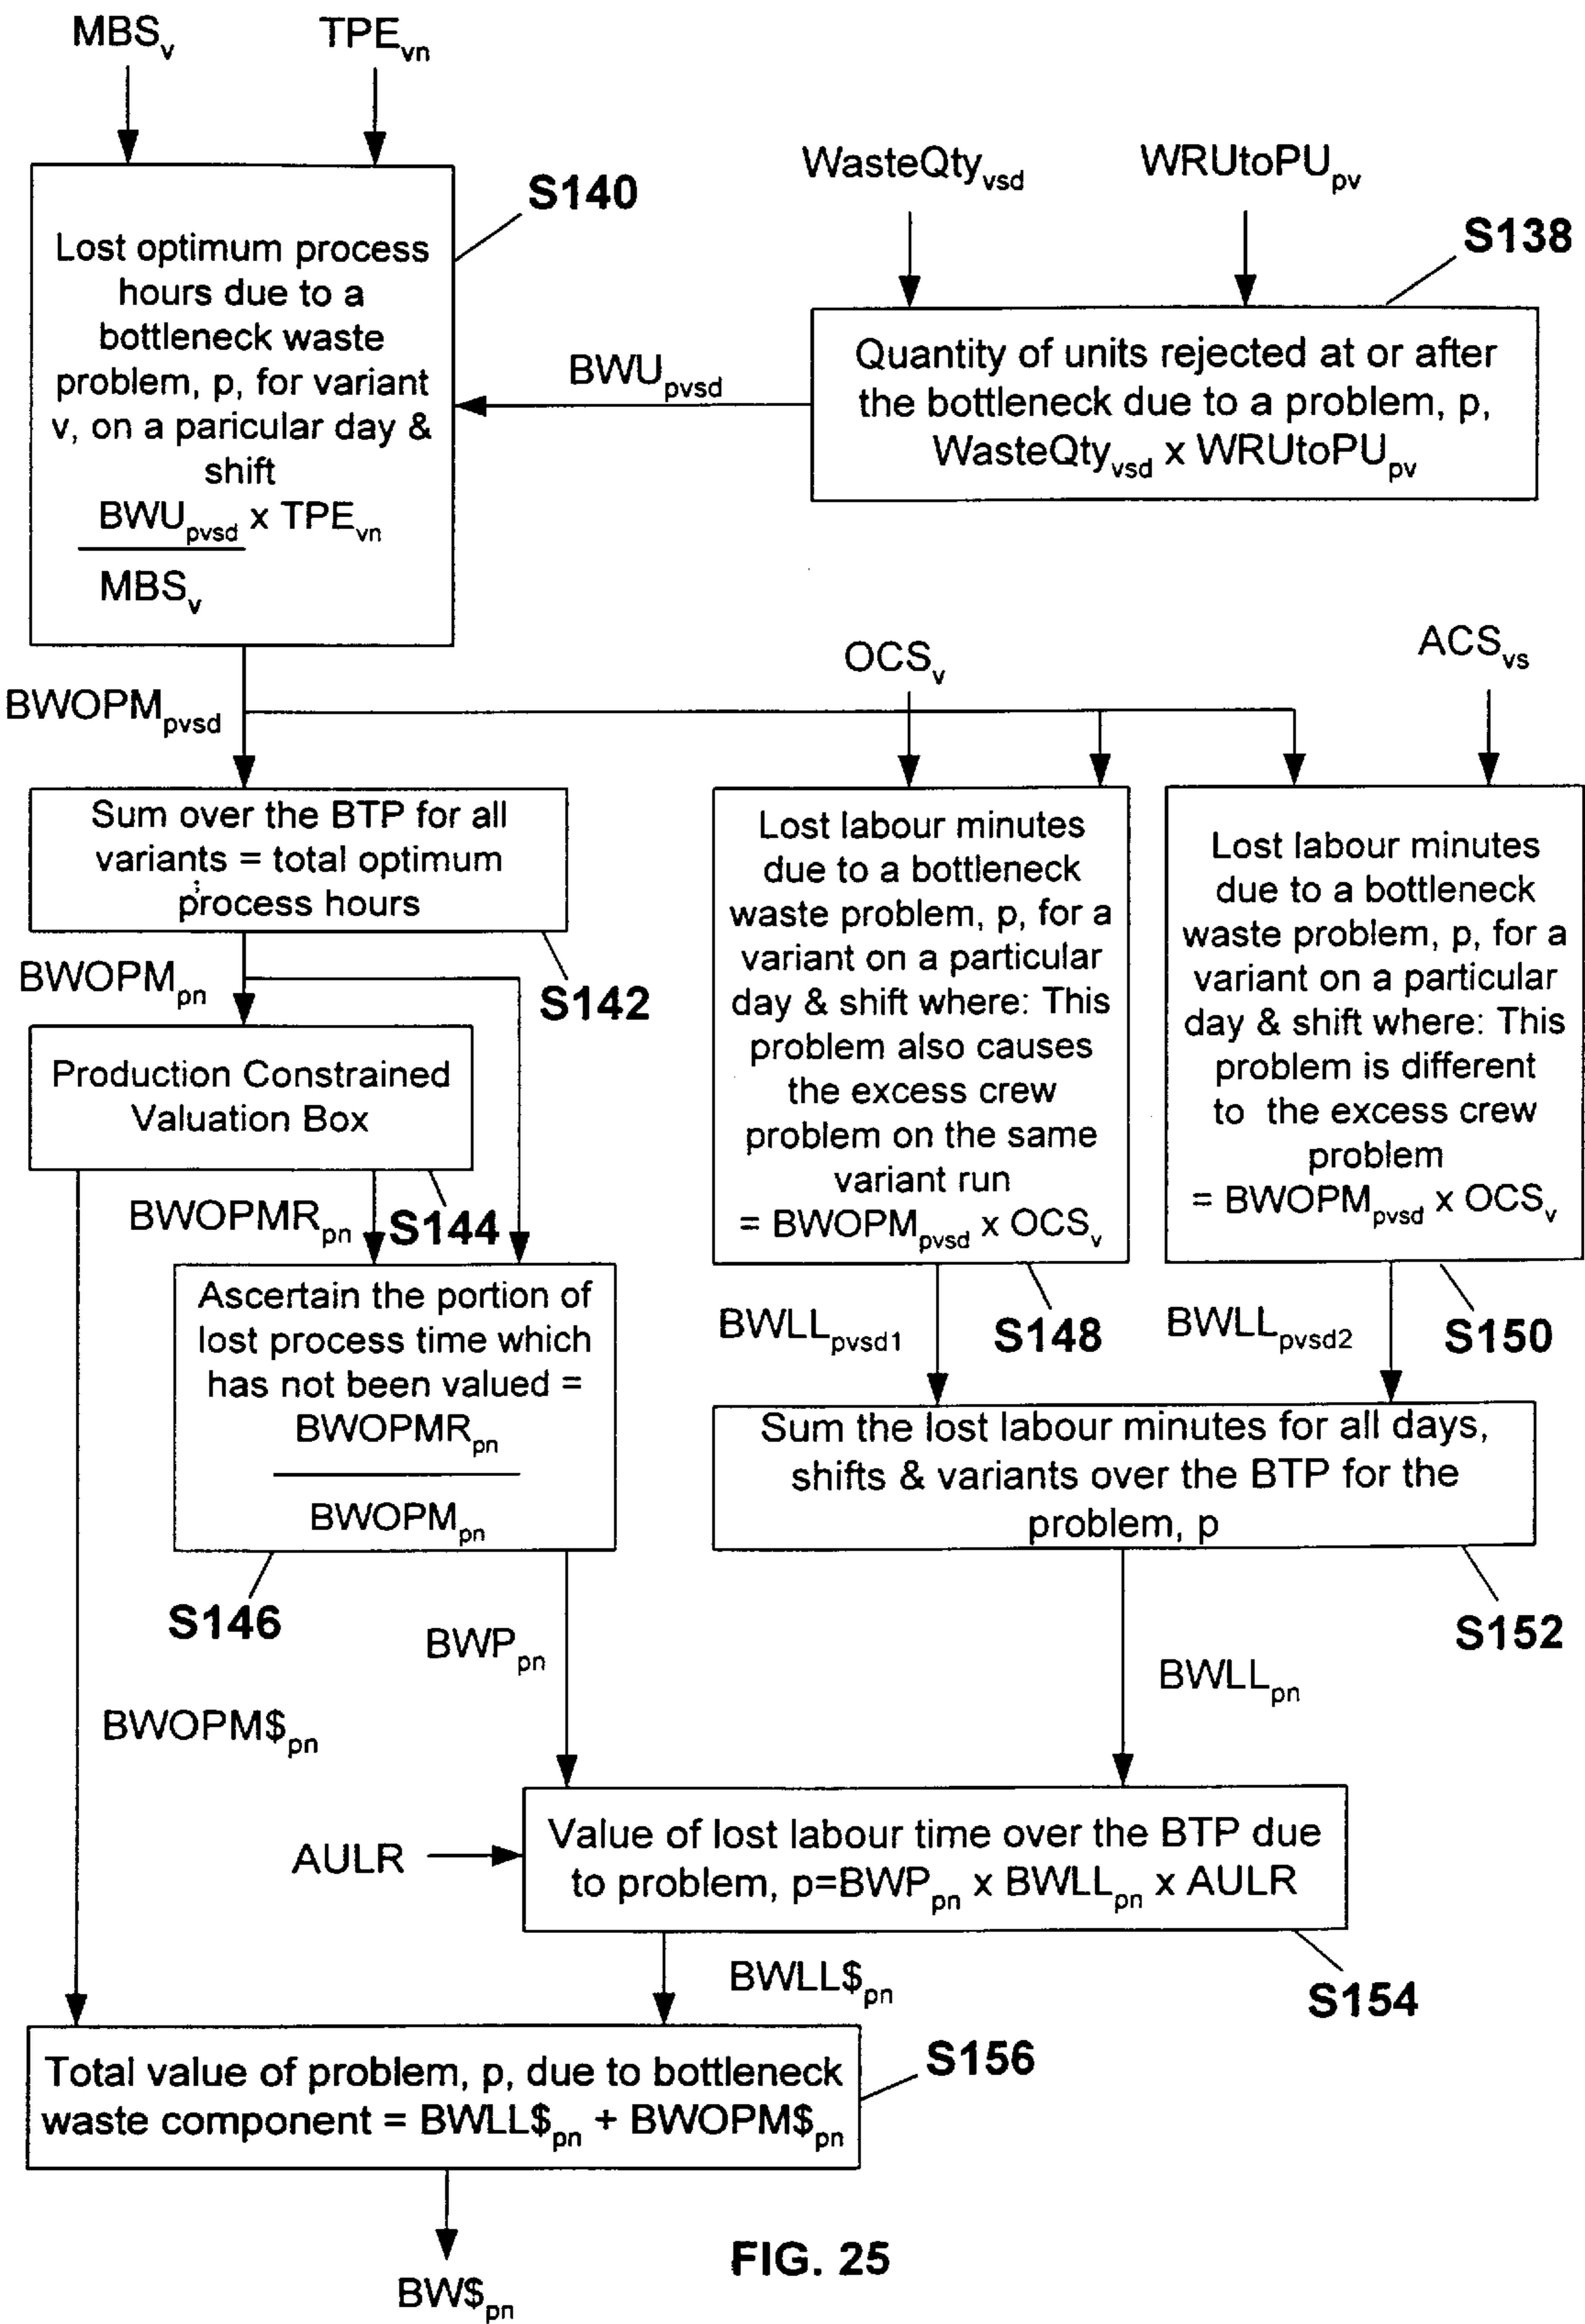 MBSv
TPEvn
WasteQtyvsd
WRUtoPUpv
S140
S138
Lost optimum process
hours due to a
bottleneck waste
problem, p, for variant
v, on a paricular day &
shift
BWUpvsd x TPEvn
MBSv
BWUpvsd
Quantity of units rejected at or after
the bottleneck due to a problem, p,
WasteQtyvsd x WRUtoPUpv
BWOPMpvsd
OCSv
ACSvs
Sum over the BTP for all
variants = total optimum
process hours
S142
BWOPMpn
Production Constrained
Valuation Box
BWOPMRpn
S144
Ascertain the portion of
lost process time which
has not been valued =
BWOPMRpn
BWOPMpn
S146
Lost labour minutes
due to a bottleneck
waste problem, p, for a
variant on a particular
day & shift where: This
problem also causes
the excess crew
problem on the same
variant run
= BWOPMpvsd x OCSv
Lost labour minutes
due to a bottleneck
waste problem, p, for a
variant on a particular
day & shift where: This
problem is different
to the excess crew
problem
= BWOPMpvsd x OCSv
BWLLpvsd1
S148
BWLLpvsd2
S150
Sum the lost labour minutes for all days,
shifts & variants over the BTP for the
problem, p
S152
BWPpn
BWLLpn
BWOPM$pn
AULR
Value of lost labour time over the BTP due
to problem, p=BWPpn x BWLLpn x AULR
S154
BWLL$pn
Total value of problem, p, due to bottleneck
waste component = BWLL$pn + BWOPM$pn
S156
BW$pn
FIG. 25